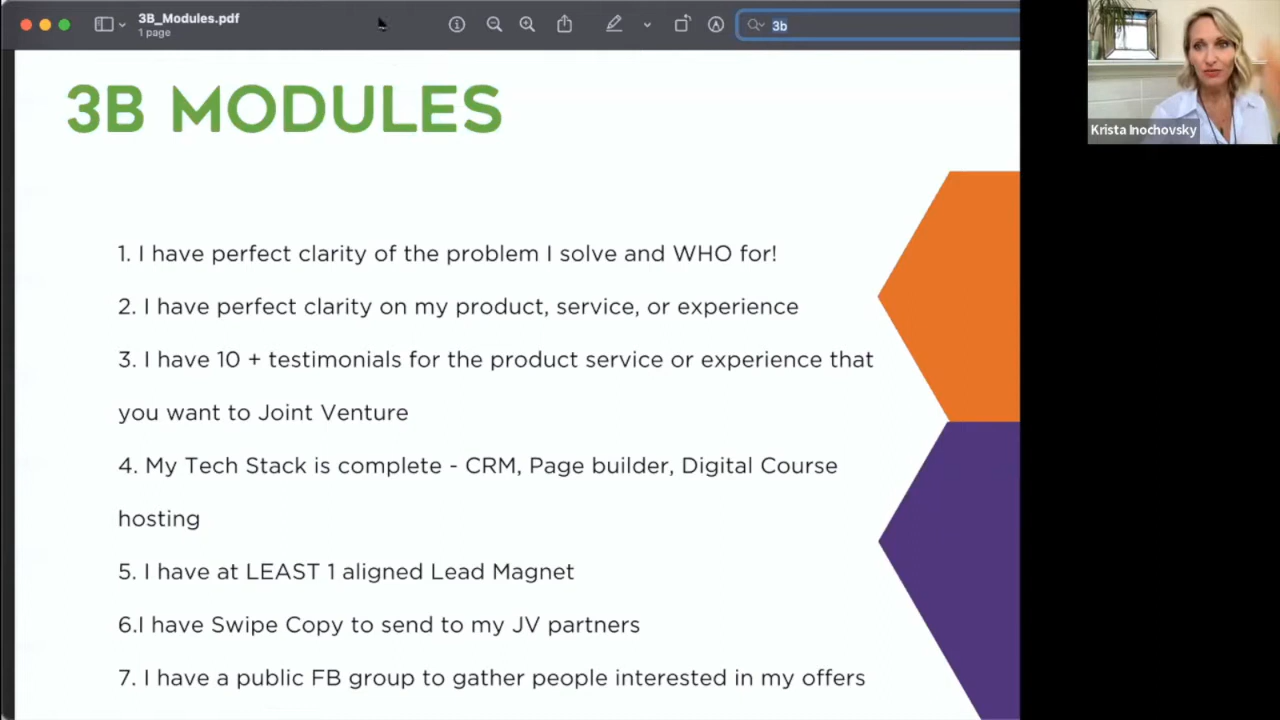 3B_Modules.pdf
1 page
3b
Krista Inochovsky
3B MODULES
1. I have perfect clarity of the problem I solve and WHO for!
2. I have perfect clarity on my product, service, or experience
3. I have 10 + testimonials for the product service or experience that
you want to Joint Venture
4. My Tech Stack is complete - CRM, Page builder, Digital Course
hosting
5. I have at LEAST 1 aligned Lead Magnet
6.I have Swipe Copy to send to my JV partners
7. I have a public FB group to gather people interested in my offers